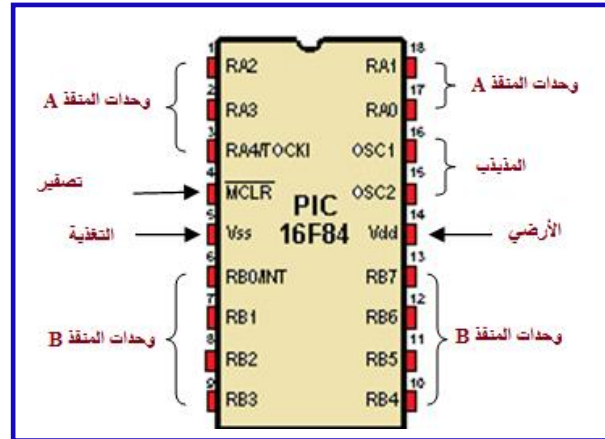 1 18
RA2 RA1
وحدات المنفذ A
وحدات المنفذ A
2 17
RA3 RA0
3 16
RA4/TOCKI OSC1
المذبذب
تصفير
4 15
MCLR OSC2
PIC
16F84
التغذية
5 14
Vss Vdd
الأرضي
6 13
RB0/INT RB7
7 12
RB1 RB6
وحدات المنفذ B
وحدات المنفذ B
8 11
RB2 RB5
9 10
RB3 RB4